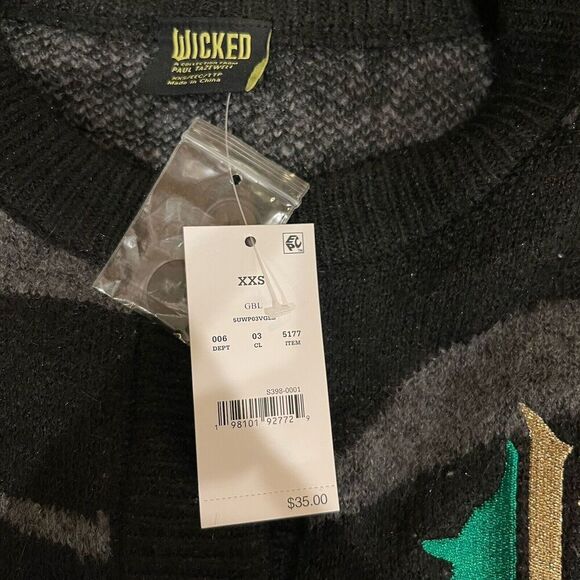 WICKED
A COLLECTION FROM
PAUL TAZEWELL
XXS/EEC/TTP
Made in China
XXS
GBL
006 03 5177
DEPT CL ITEM
S398-0001
1 98101 92772 9
$35.00